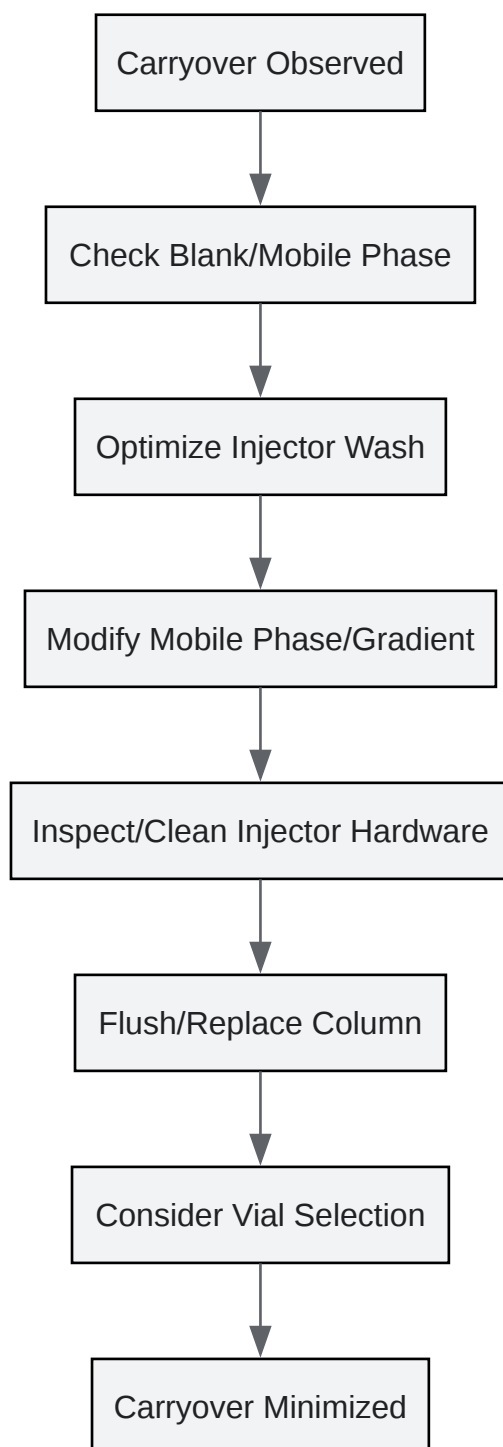 Carryover Observed
Check Blank/Mobile Phase
Optimize Injector Wash
Modify Mobile Phase/Gradient
Inspect/Clean Injector Hardware
Flush/Replace Column
Consider Vial Selection
Carryover Minimized